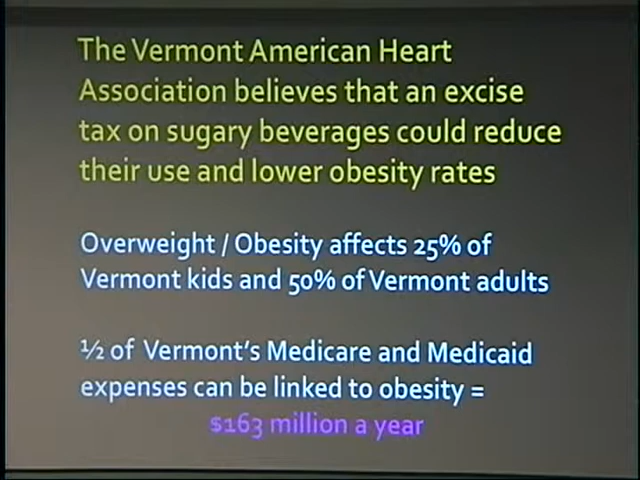 The Vermont American Heart
Association believes that an excise
tax on sugary beverages could reduce
their use and lower obesity rates
Overweight / Obesity affects 25% of
Vermont kids and 50% of Vermont adults
½ of Vermont's Medicare and Medicaid
expenses can be linked to obesity =
$163 million a year